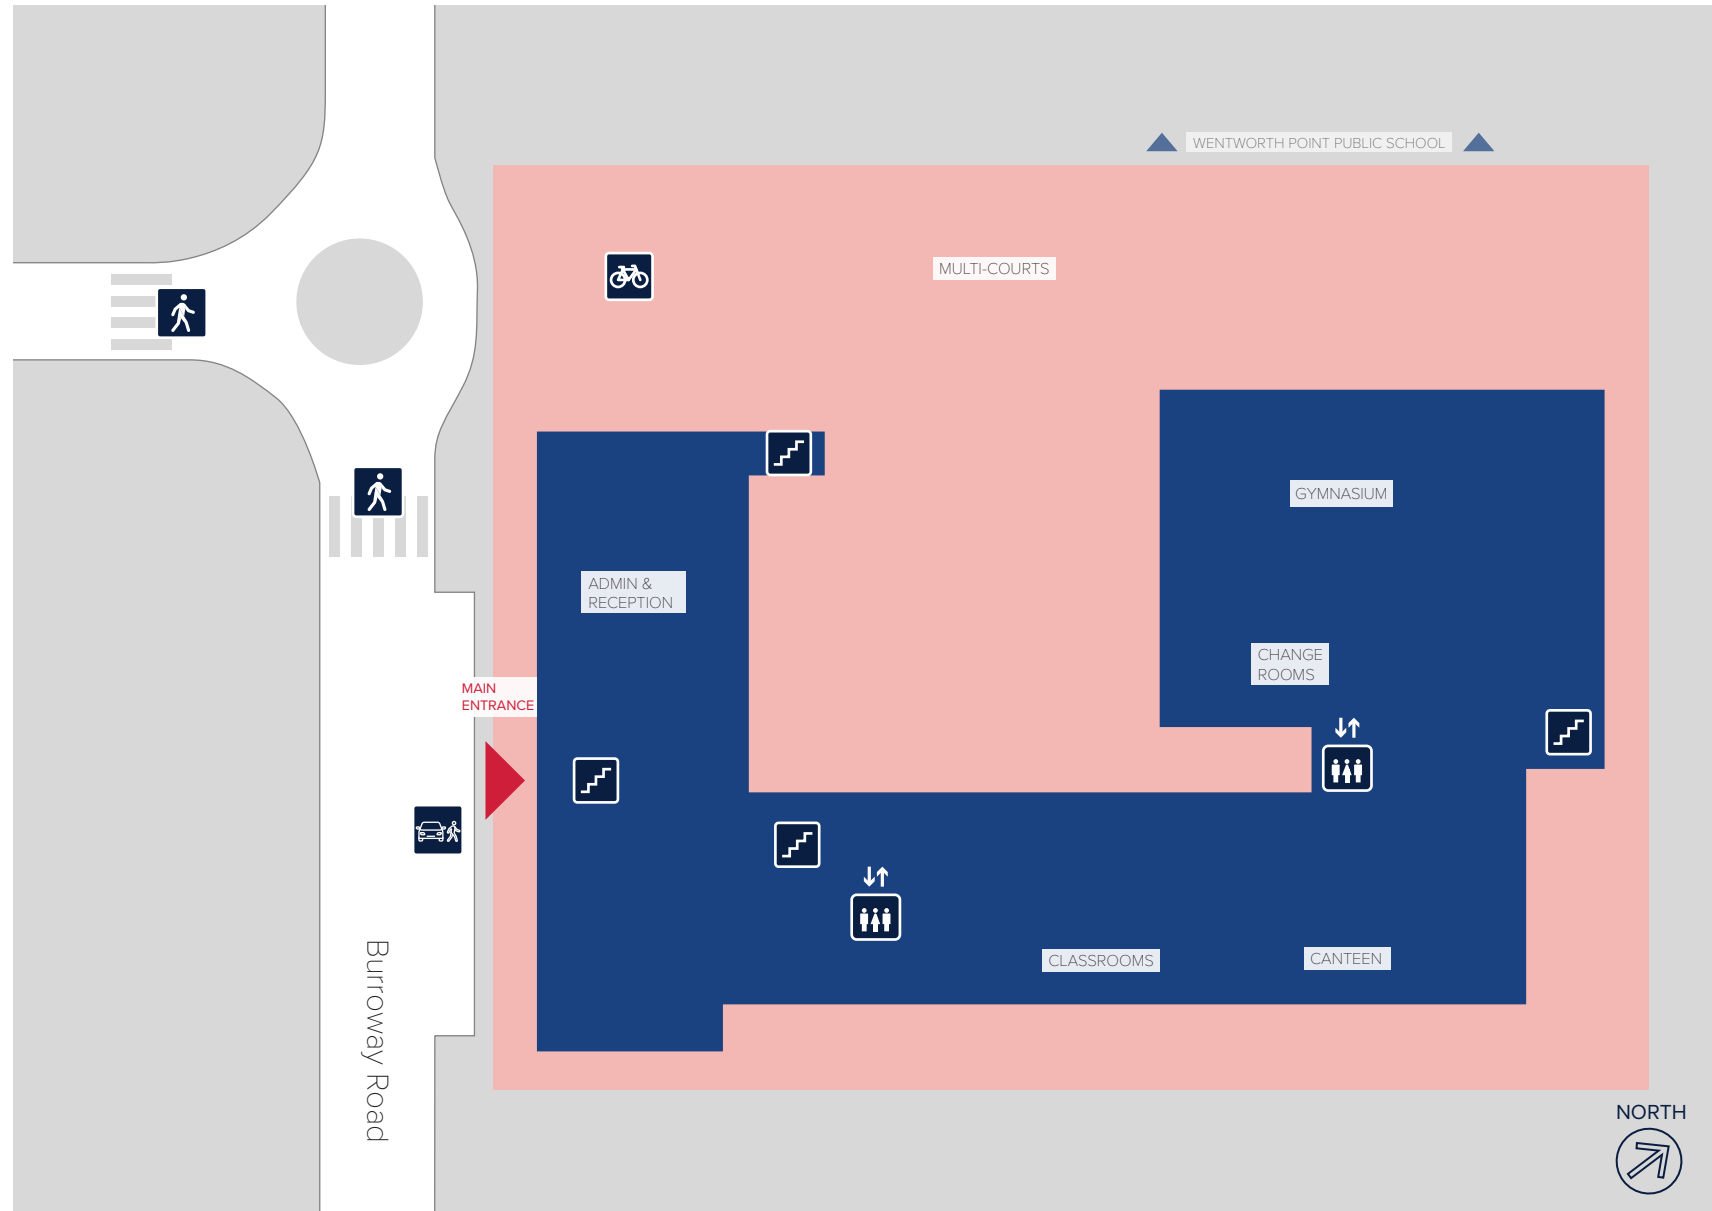 WENTWORTH POINT PUBLIC SCHOOL
MULTI-COURTS
GYMNASIUM
ADMIN &
RECEPTION
CHANGE
ROOMS
MAIN
ENTRANCE
CLASSROOMS
CANTEEN
Burroway Road
NORTH